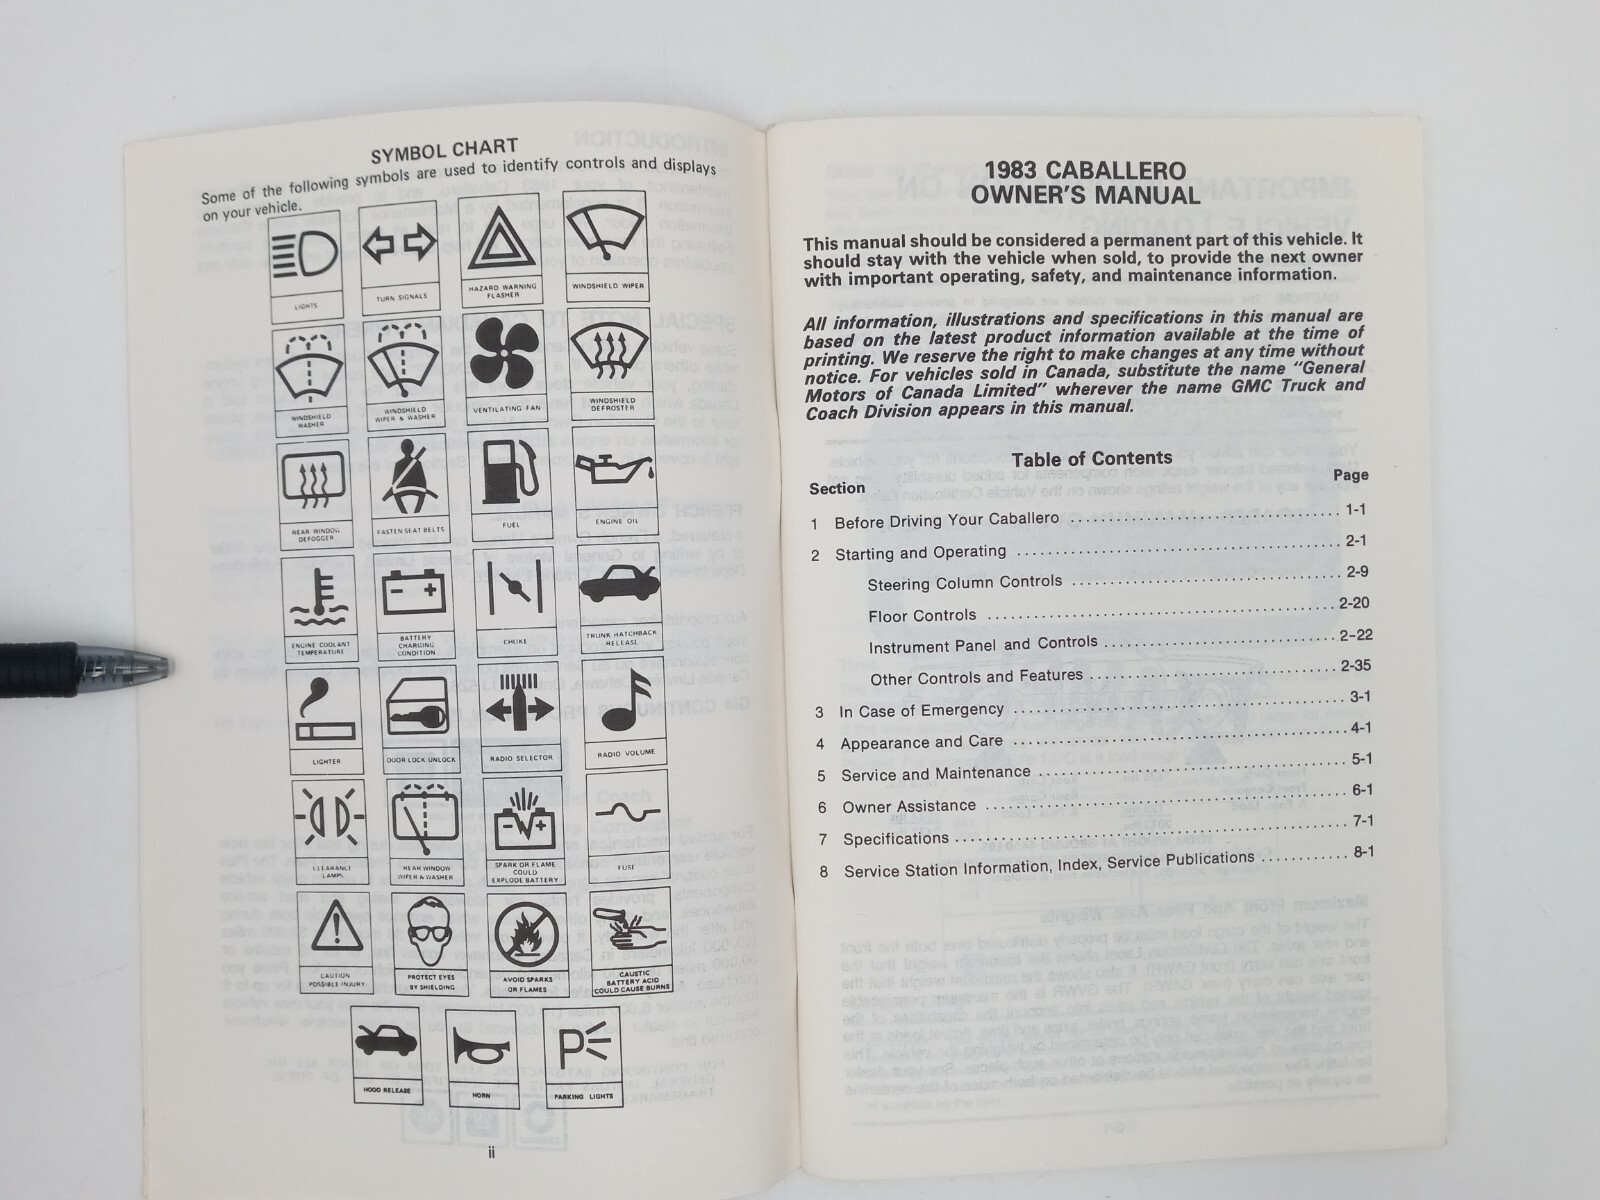 SYMBOL CHART
Some of the following symbols are used to identify controls and displays
on your vehicle.
LIGHTS
TURN SIGNALS
HAZARD WARNING
FLASHER
WINDSHIELD WIPER
WINDSHIELD
WASHER
WINDSHIELD
WIPER & WASHER
VENTILATING FAN
WINDSHIELD
DEFROSTER
REAR WINDOW
DEFOGGER
FASTEN SEAT BELTS
FUEL
ENGINE OIL
ENGINE COOLANT
TEMPERATURE
BATTERY
CHARGING
CONDITION
CHOKE
TRUNK HATCHBACK
RELEASE
LIGHTER
DOOR LOCK UNLOCK
RADIO SELECTOR
RADIO VOLUME
CLEARANCE
LAMPS
REAR WINDOW
WIPER & WASHER
SPARK OR FLAME
COULD
EXPLODE BATTERY
FUSE
CAUTION
POSSIBLE INJURY
PROTECT EYES
BY SHIELDING
AVOID SPARKS
OR FLAMES
CAUSTIC
BATTERY ACID
COULD CAUSE BURNS
HOOD RELEASE
HORN
P
PARKING LIGHTS
ii
1983 CABALLERO
OWNER'S MANUAL
This manual should be considered a permanent part of this vehicle. It
should stay with the vehicle when sold, to provide the next owner
with important operating, safety, and maintenance information.
All information, illustrations and specifications in this manual are
based on the latest product information available at the time of
printing. We reserve the right to make changes at any time without
notice. For vehicles sold in Canada, substitute the name "General
Motors of Canada Limited" wherever the name GMC Truck and
Coach Division appears in this manual.
Table of Contents
Section Page
1 Before Driving Your Caballero 1-1
2 Starting and Operating 2-1
Steering Column Controls 2-9
Floor Controls 2-20
Instrument Panel and Controls 2-22
Other Controls and Features 2-35
3 In Case of Emergency 3-1
4 Appearance and Care 4-1
5 Service and Maintenance 5-1
6 Owner Assistance 6-1
7 Specifications 7-1
8 Service Station Information, Index, Service Publications 8-1